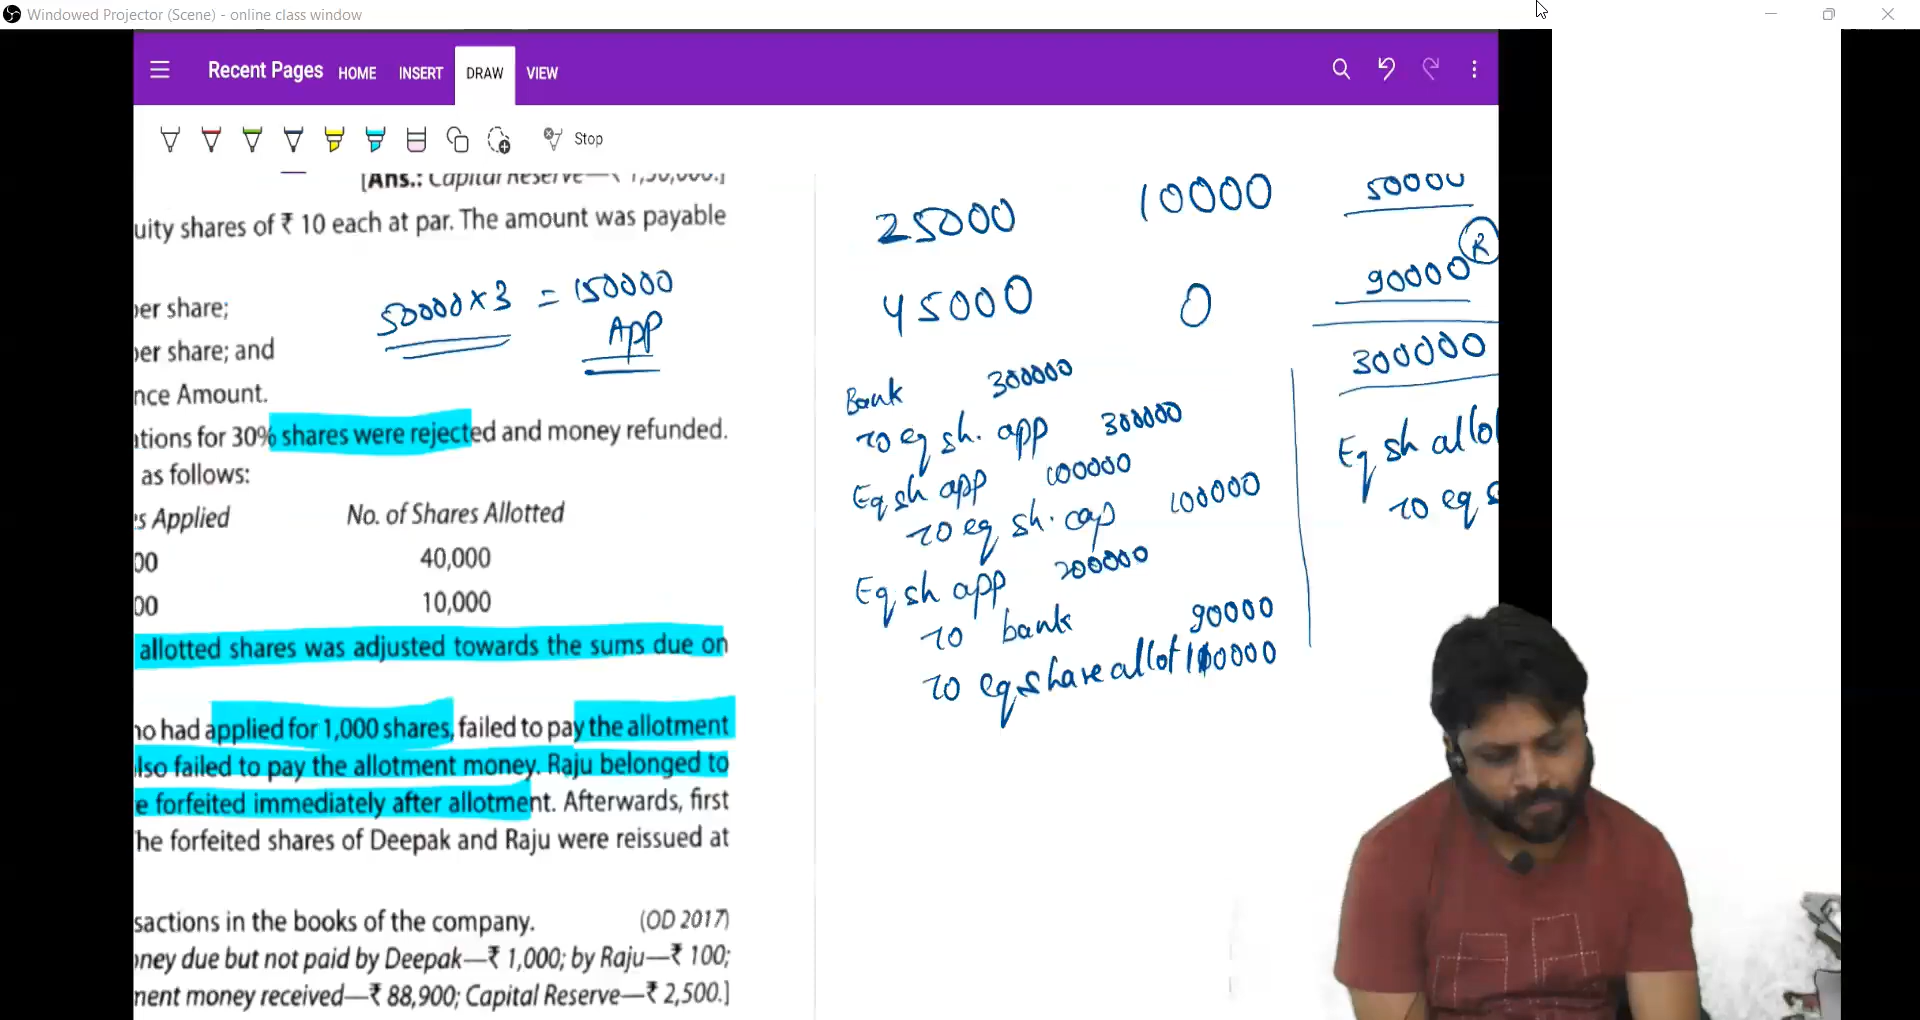 Windowed Projector (Scene) - online class window
Recent Pages HOME INSERT DRAW VIEW
Stop
[Ans.: Capital Reserve—₹ 1,50,000.]
uity shares of ₹ 10 each at par. The amount was payable
per share;
per share; and
nce Amount.
ations for 30% shares were rejected and money refunded.
as follows:
s Applied No. of Shares Allotted
00 40,000
00 10,000
allotted shares was adjusted towards the sums due on
ho had applied for 1,000 shares, failed to pay the allotment
lso failed to pay the allotment money. Raju belonged to
e forfeited immediately after allotment. Afterwards, first
The forfeited shares of Deepak and Raju were reissued at
sactions in the books of the company. (OD 2017)
oney due but not paid by Deepak—₹ 1,000; by Raju—₹ 100;
ment money received—₹ 88,900; Capital Reserve—₹ 2,500.]
50000 x 3 = 150000
APP
25000 10000 50000
45000 0 90000 R
300000
Bank 300000
To eq sh. app 300000
Eq sh app 100000
To eq sh. cap 100000
Eq sh app 200000
To bank 90000
To eq share allot 110000
Eq sh allo
To eq s